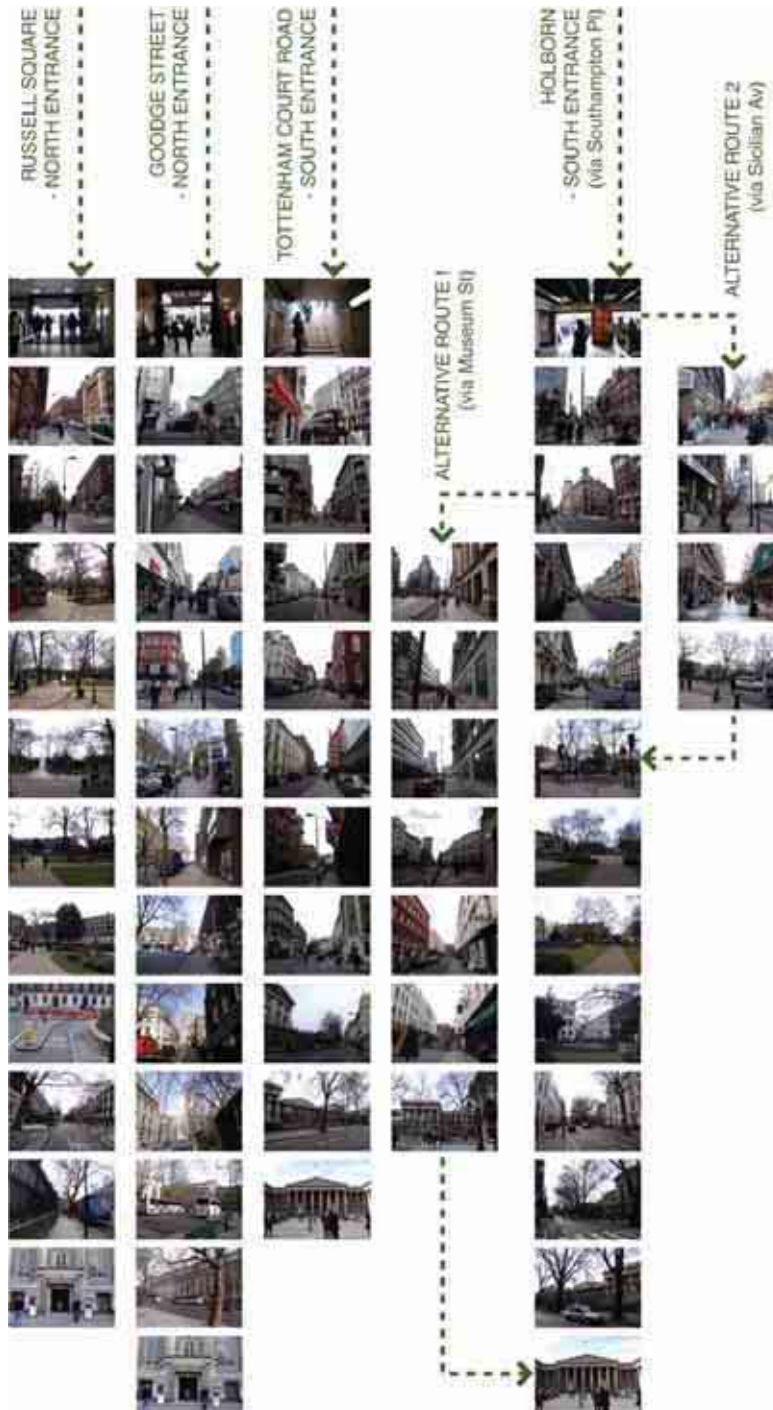 RUSSELL SQUARE
- NORTH ENTRANCE
GOODGE STREET
- NORTH ENTRANCE
TOTTENHAM COURT ROAD
- SOUTH ENTRANCE
ALTERNATIVE ROUTE 1
(via Museum St)
HOLBORN
- SOUTH ENTRANCE
(via Southampton Pl)
ALTERNATIVE ROUTE 2
(via Sicilian Av)